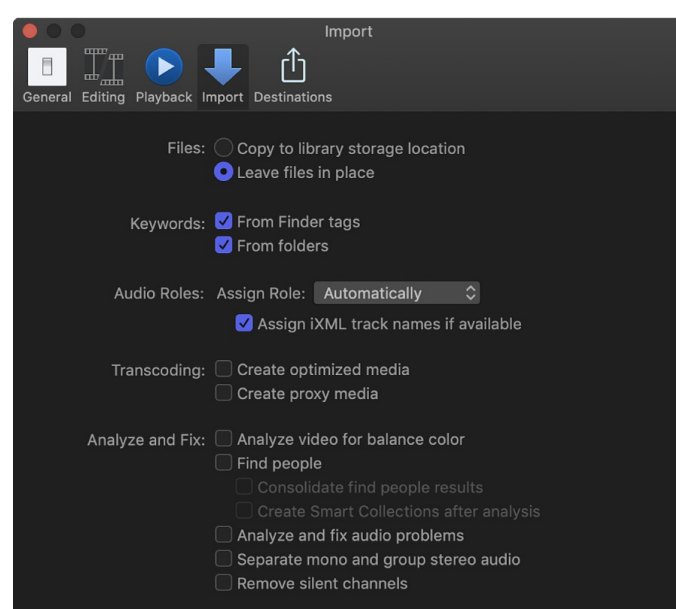 Import
General Editing Playback Import Destinations
Files: Copy to library storage location
Leave files in place
Keywords: From Finder tags
From folders
Audio Roles: Assign Role: Automatically
Assign iXML track names if available
Transcoding: Create optimized media
Create proxy media
Analyze and Fix: Analyze video for balance color
Find people
Consolidate find people results
Create Smart Collections after analysis
Analyze and fix audio problems
Separate mono and group stereo audio
Remove silent channels